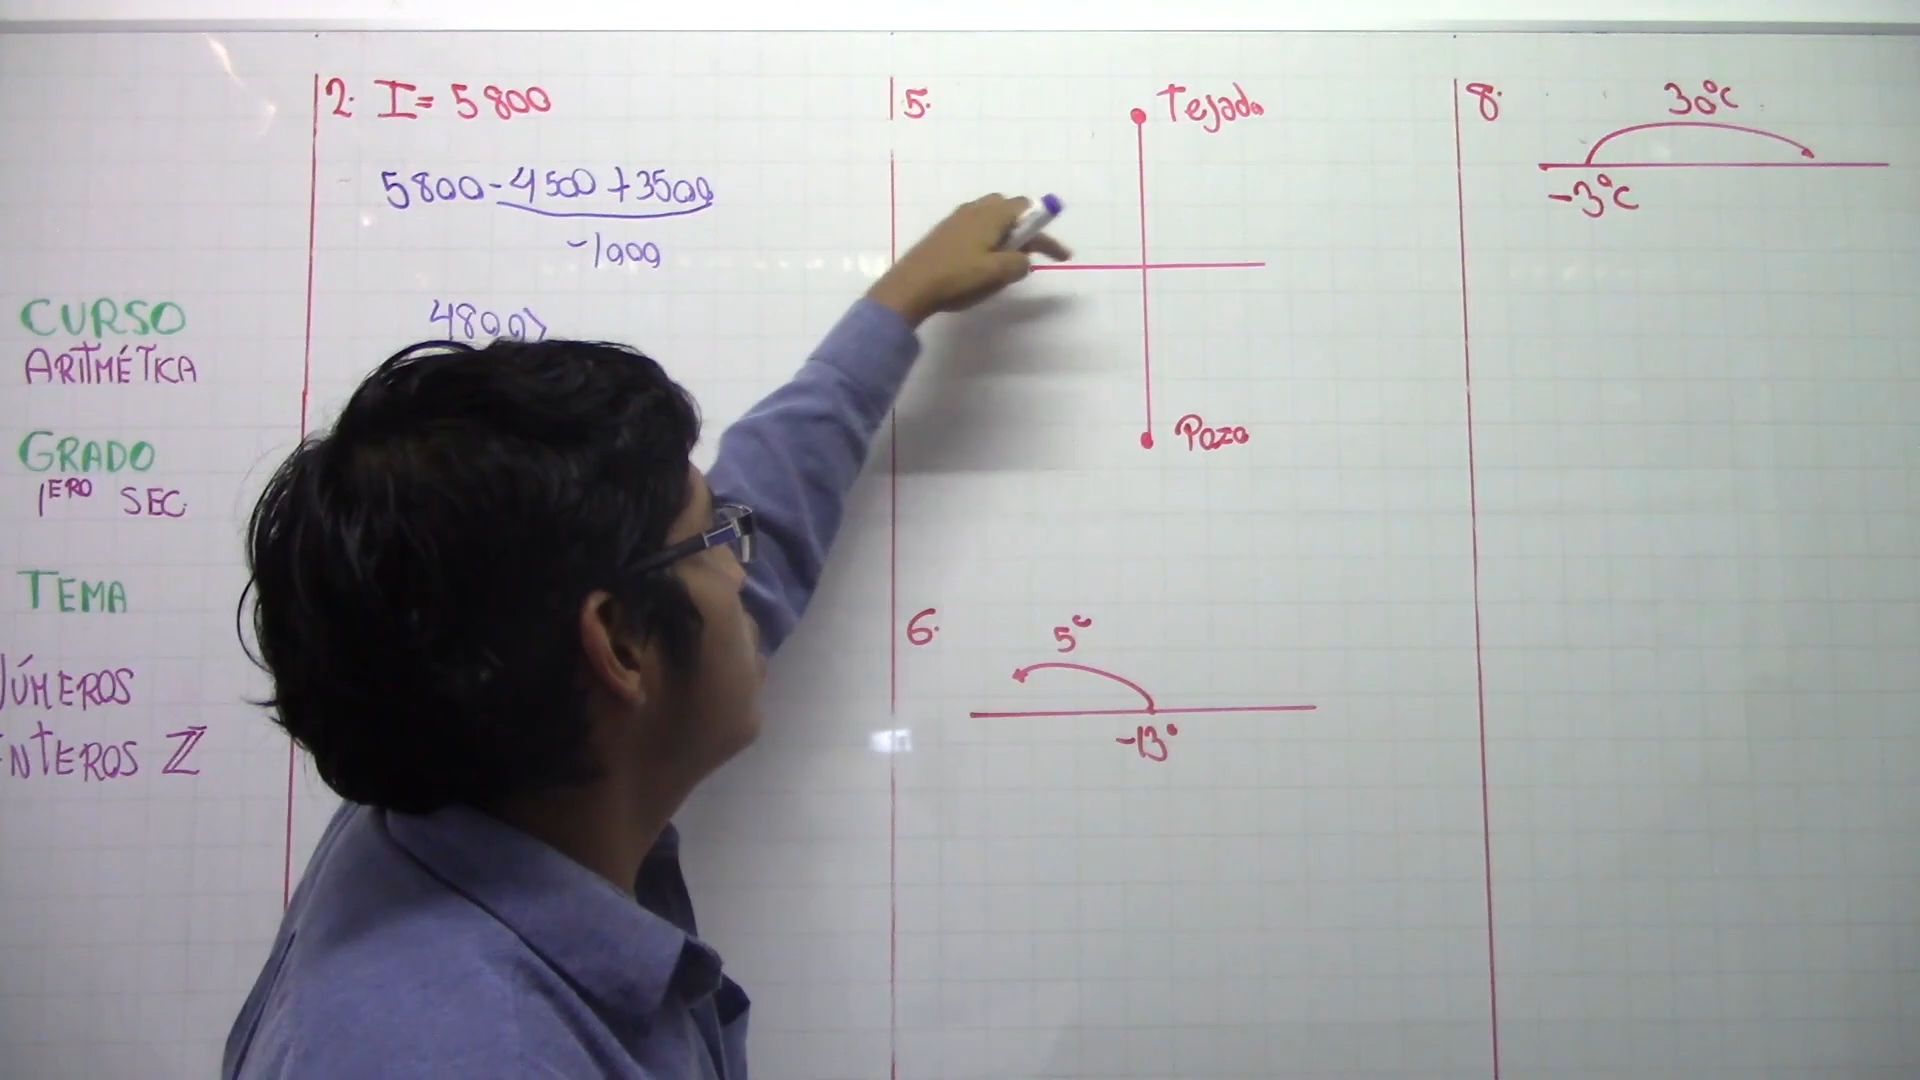 CURSO
ARITMÉTICA
GRADO
1ERO SEC.
TEMA
NÚMEROS
ENTEROS ℤ
2. I = 5800
5800 - 4500 + 3500
-1000
4800
5.
Tejado
Pozo
6.
5°
-13°
8.
30°C
-3°C